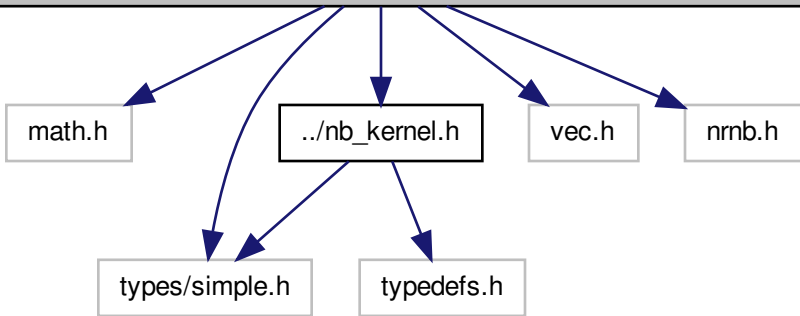 math.h
../nb_kernel.h
vec.h
nrnb.h
types/simple.h
typedefs.h